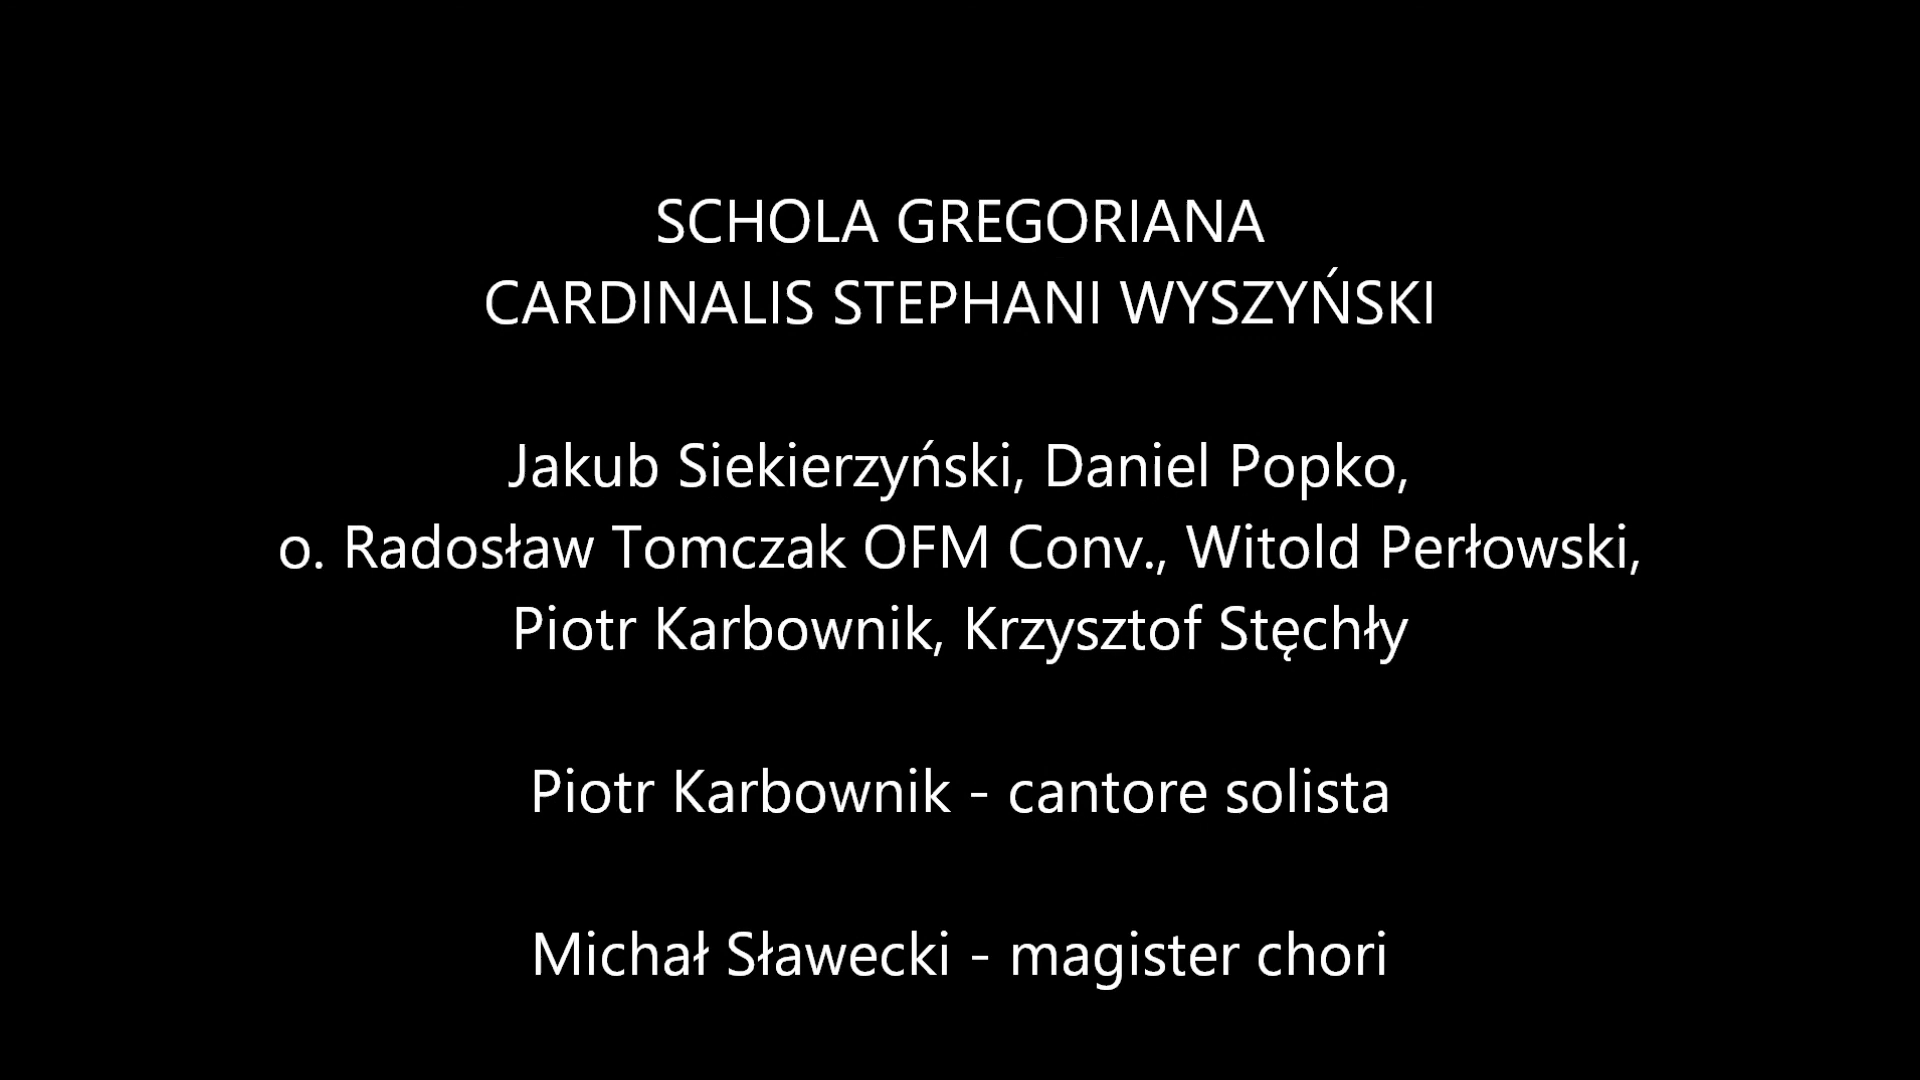 SCHOLA GREGORIANA
CARDINALIS STEPHANI WYSZYŃSKI
Jakub Siekierzyński, Daniel Popko,
o. Radosław Tomczak OFM Conv., Witold Perłowski,
Piotr Karbownik, Krzysztof Stęchły
Piotr Karbownik - cantore solista
Michał Sławecki - magister chori